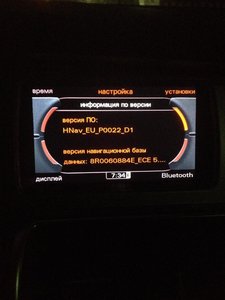 время настройка установки
информация по версии
версия ПО:
HNav_EU_P0022_D1
версия навигационной базы
данных: 8R0060884E_ECE 5....
дисплей 7:34 Bluetooth